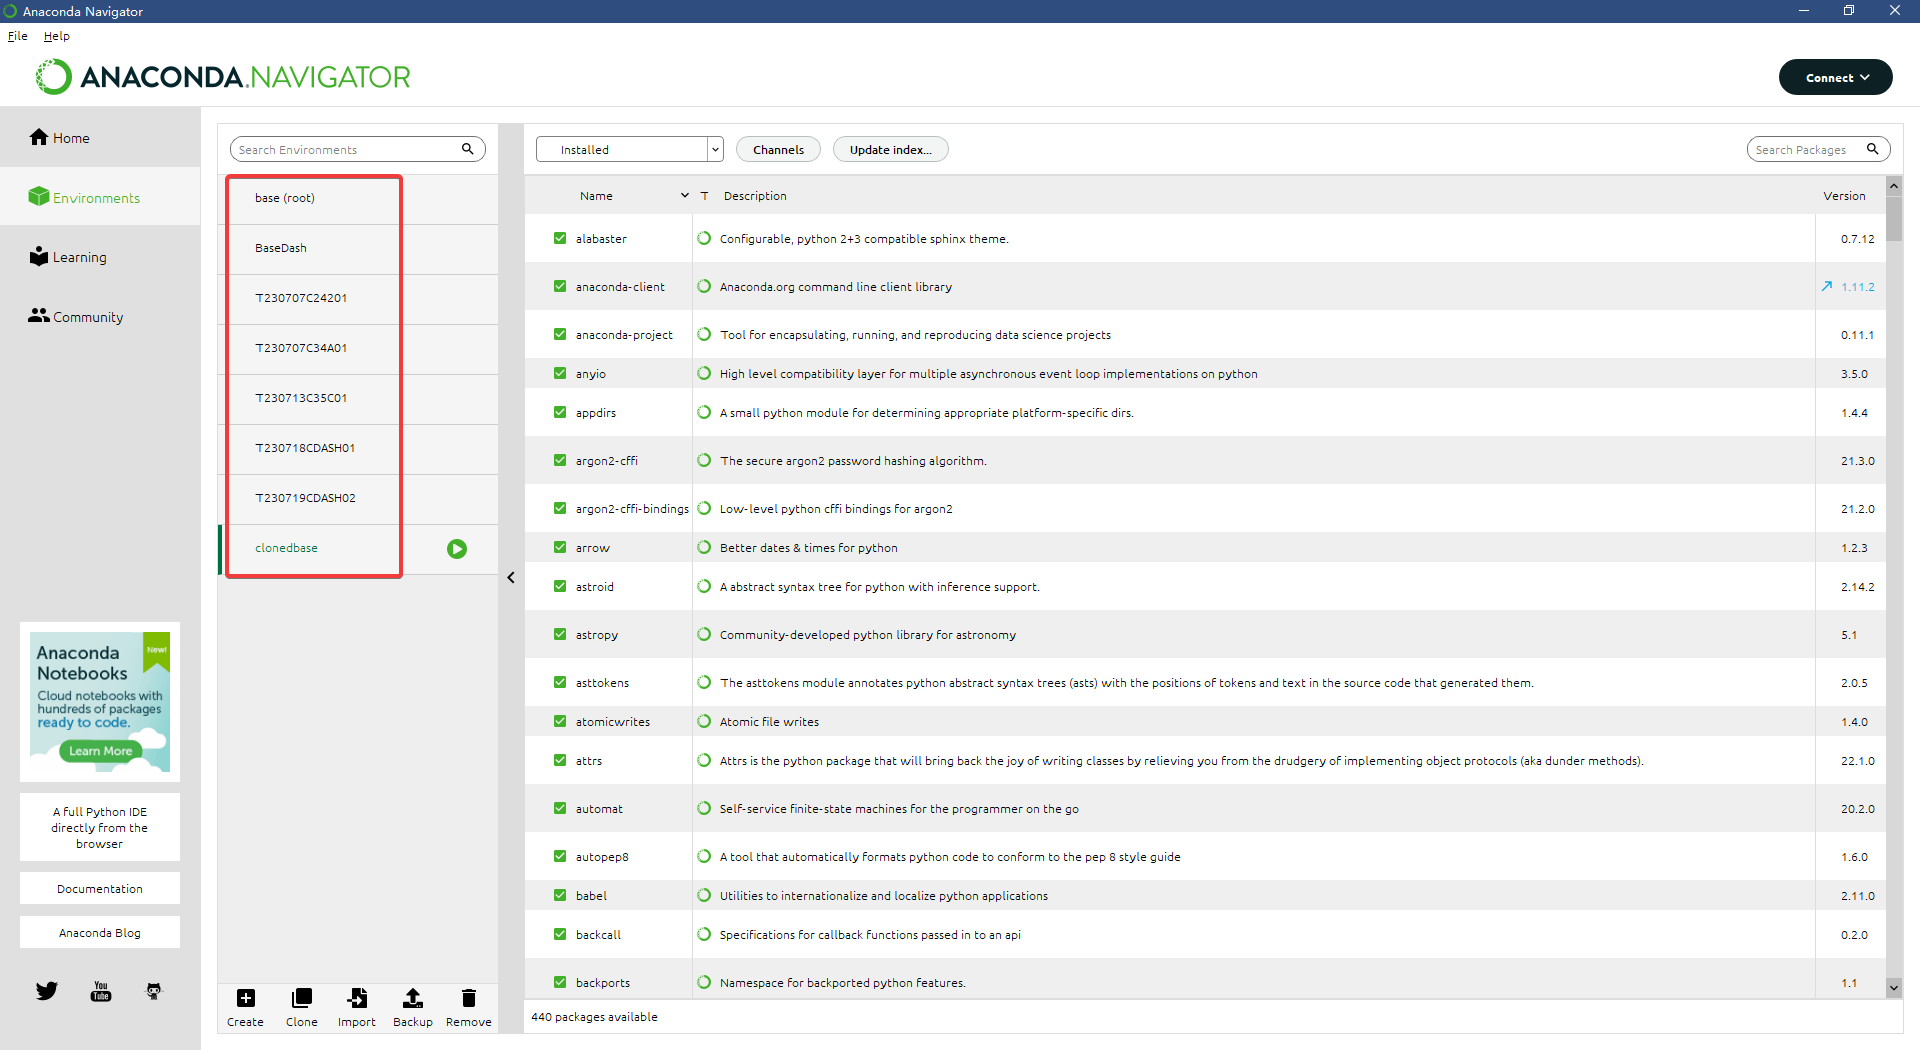 Anaconda Navigator
File Help
ANACONDA.NAVIGATOR
Connect
Home
Environments
Learning
Community
Anaconda Notebooks
New!
Cloud notebooks with
hundreds of packages
ready to code.
Learn More
A full Python IDE
directly from the
browser
Documentation
Anaconda Blog
You
Tube
Search Environments
base (root)
BaseDash
T230707C24201
T230707C34A01
T230713C35C01
T230718CDASH01
T230719CDASH02
clonedbase
Create Clone Import Backup Remove
Installed Channels Update index... Search Packages
Name T Description Version
alabaster Configurable, python 2+3 compatible sphinx theme. 0.7.12
anaconda-client Anaconda.org command line client library 1.11.2
anaconda-project Tool for encapsulating, running, and reproducing data science projects 0.11.1
anyio High level compatibility layer for multiple asynchronous event loop implementations on python 3.5.0
appdirs A small python module for determining appropriate platform-specific dirs. 1.4.4
argon2-cffi The secure argon2 password hashing algorithm. 21.3.0
argon2-cffi-bindings Low-level python cffi bindings for argon2 21.2.0
arrow Better dates & times for python 1.2.3
astroid A abstract syntax tree for python with inference support. 2.14.2
astropy Community-developed python library for astronomy 5.1
asttokens The asttokens module annotates python abstract syntax trees (asts) with the positions of tokens and text in the source code that generated them. 2.0.5
atomicwrites Atomic file writes 1.4.0
attrs Attrs is the python package that will bring back the joy of writing classes by relieving you from the drudgery of implementing object protocols (aka dunder methods). 22.1.0
automat Self-service finite-state machines for the programmer on the go 20.2.0
autopep8 A tool that automatically formats python code to conform to the pep 8 style guide 1.6.0
babel Utilities to internationalize and localize python applications 2.11.0
backcall Specifications for callback functions passed in to an api 0.2.0
backports Namespace for backported python features. 1.1
440 packages available